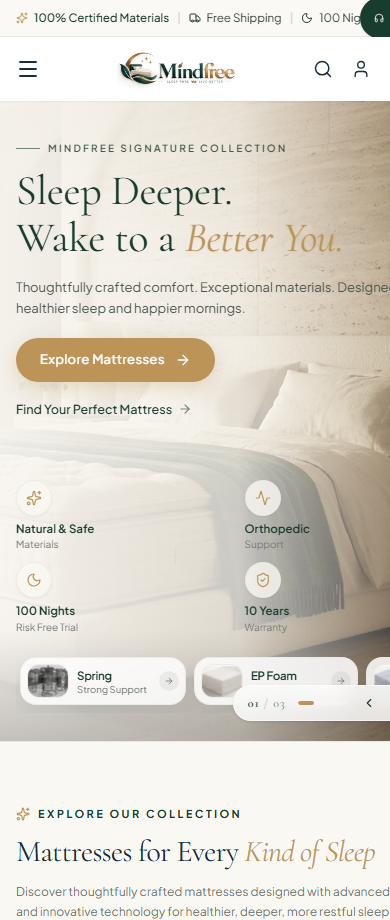 100% Certified Materials
Free Shipping
100 Nig
Mindfree
MINDFREE SIGNATURE COLLECTION
Sleep Deeper.
Wake to a Better You.
Thoughtfully crafted comfort. Exceptional materials. Designed
healthier sleep and happier mornings.
Explore Mattresses
Find Your Perfect Mattress
Natural & Safe
Materials
Orthopedic
Support
100 Nights
Risk Free Trial
10 Years
Warranty
Spring
Strong Support
EP Foam
01 / 03
EXPLORE OUR COLLECTION
Mattresses for Every Kind of Sleep
Discover thoughtfully crafted mattresses designed with advanced
and innovative technology for healthier, deeper, more restful sleep